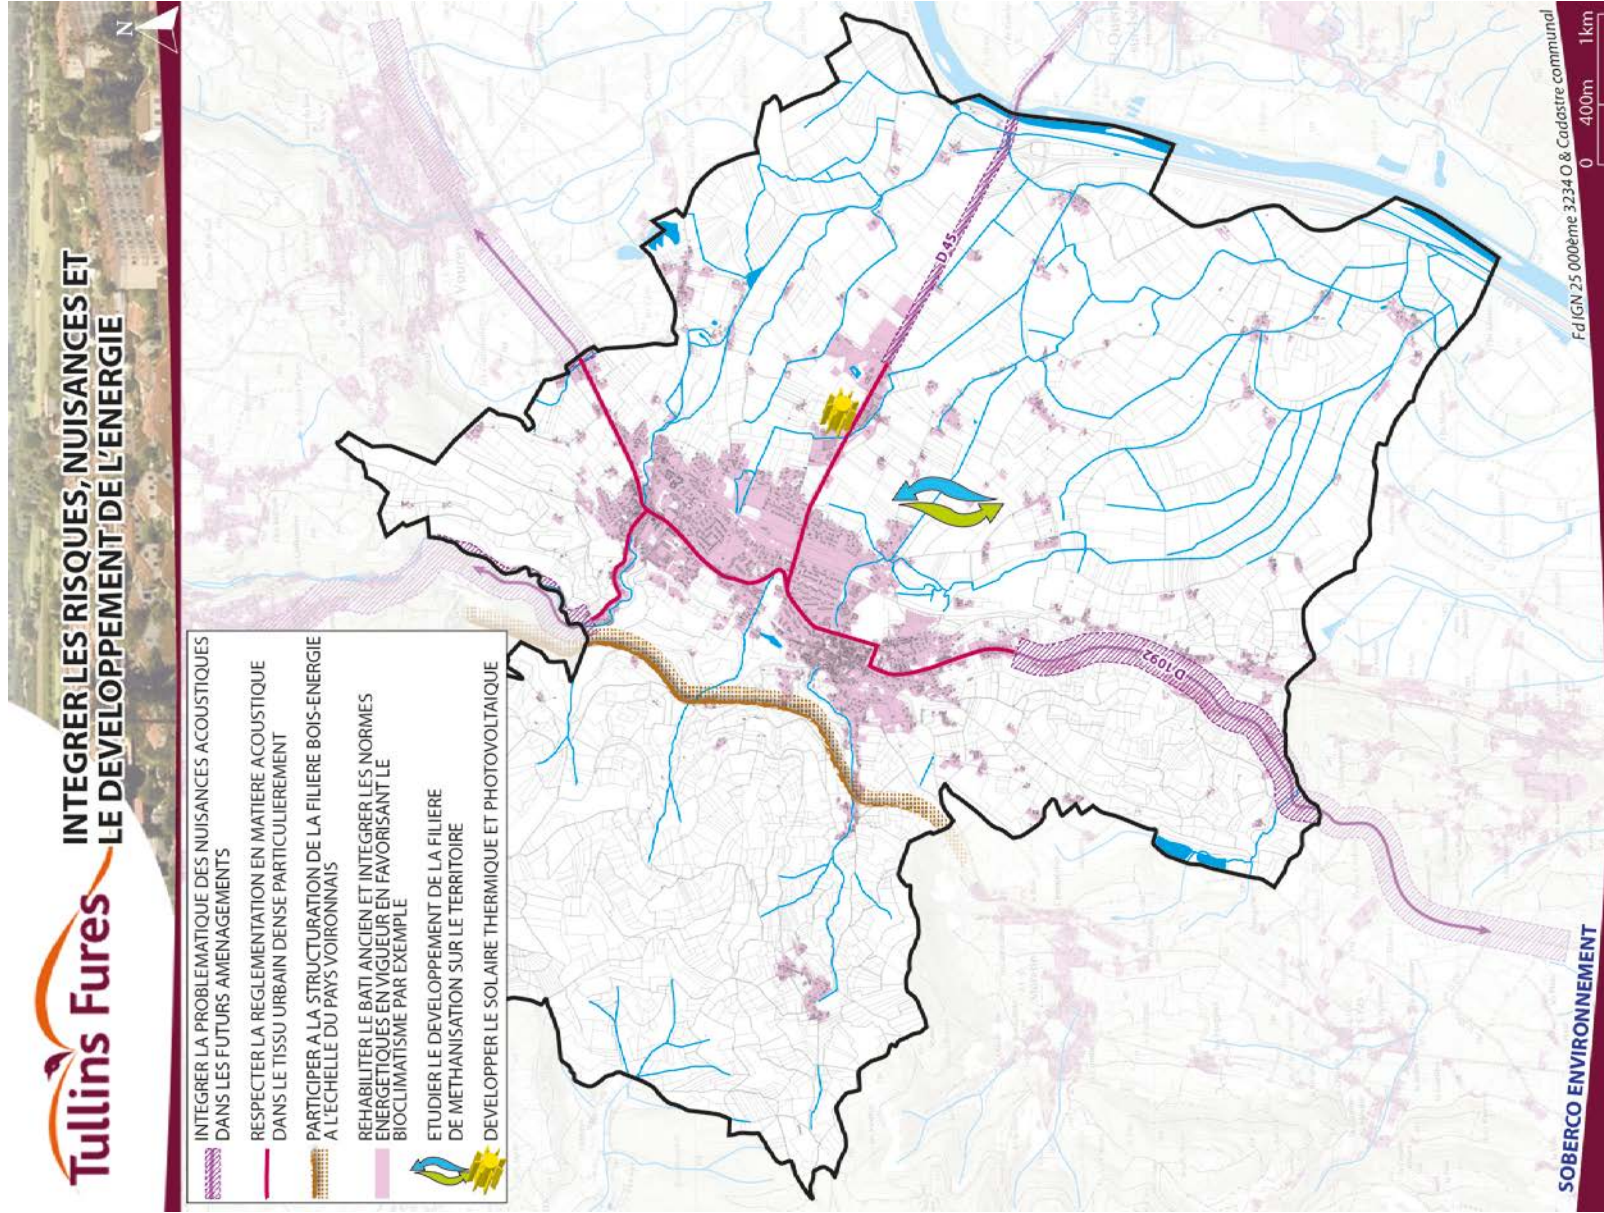 Tullins Fures
INTEGRER LES RISQUES, NUISANCES ET
LE DEVELOPPEMENT DE L'ENERGIE
N
INTEGRER LA PROBLEMATIQUE DES NUISANCES ACOUSTIQUES
DANS LES FUTURS AMENAGEMENTS
RESPECTER LA REGLEMENTATION EN MATIERE ACOUSTIQUE
DANS LE TISSU URBAIN DENSE PARTICULIEREMENT
PARTICIPER A LA STRUCTURATION DE LA FILIERE BOIS-ENERGIE
A L'ECHELLE DU PAYS VOIRONNAIS
REHABILITER LE BATI ANCIEN ET INTEGRER LES NORMES
ENERGETIQUES EN VIGUEUR EN FAVORISANT LE
BIOCLIMATISME PAR EXEMPLE
ETUDIER LE DEVELOPPEMENT DE LA FILIERE
DE METHANISATION SUR LE TERRITOIRE
DEVELOPPER LE SOLAIRE THERMIQUE ET PHOTOVOLTAIQUE
D 45
D 1092
SOBERCO ENVIRONNEMENT
Fd IGN 25 000ème 3234 O & Cadastre communal
0 400m 1km